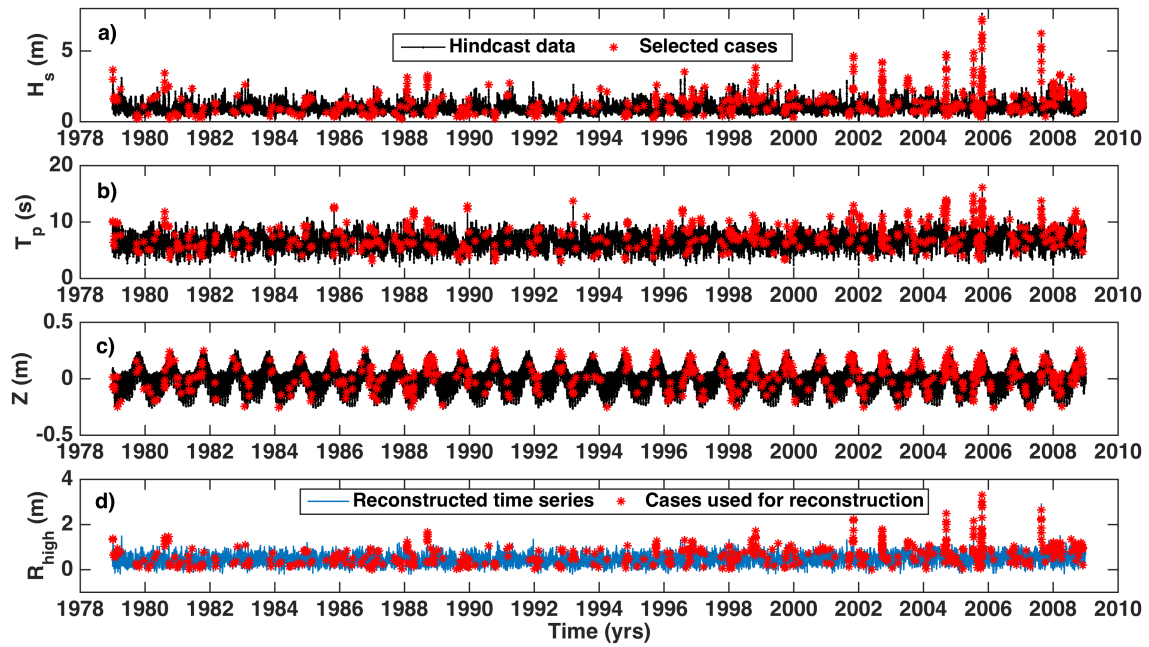 a)
Hindcast data
Selected cases
5
0
H_s (m)
1978 1980 1982 1984 1986 1988 1990 1992 1994 1996 1998 2000 2002 2004 2006 2008 2010
b)
20
10
0
T_p (s)
1978 1980 1982 1984 1986 1988 1990 1992 1994 1996 1998 2000 2002 2004 2006 2008 2010
c)
0.5
0
-0.5
Z (m)
1978 1980 1982 1984 1986 1988 1990 1992 1994 1996 1998 2000 2002 2004 2006 2008 2010
d)
Reconstructed time series
Cases used for reconstruction
4
2
0
R_high (m)
1978 1980 1982 1984 1986 1988 1990 1992 1994 1996 1998 2000 2002 2004 2006 2008 2010
Time (yrs)